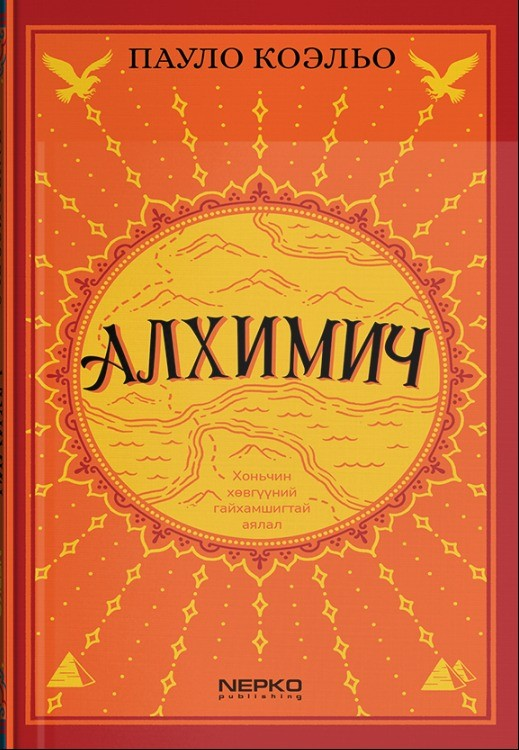 ПАУЛО КОЭЛЬО
АЛХИМИЧ
Хоньчин
хөвгүүний
гайхамшигтай
аялал
NEPKO
publishing